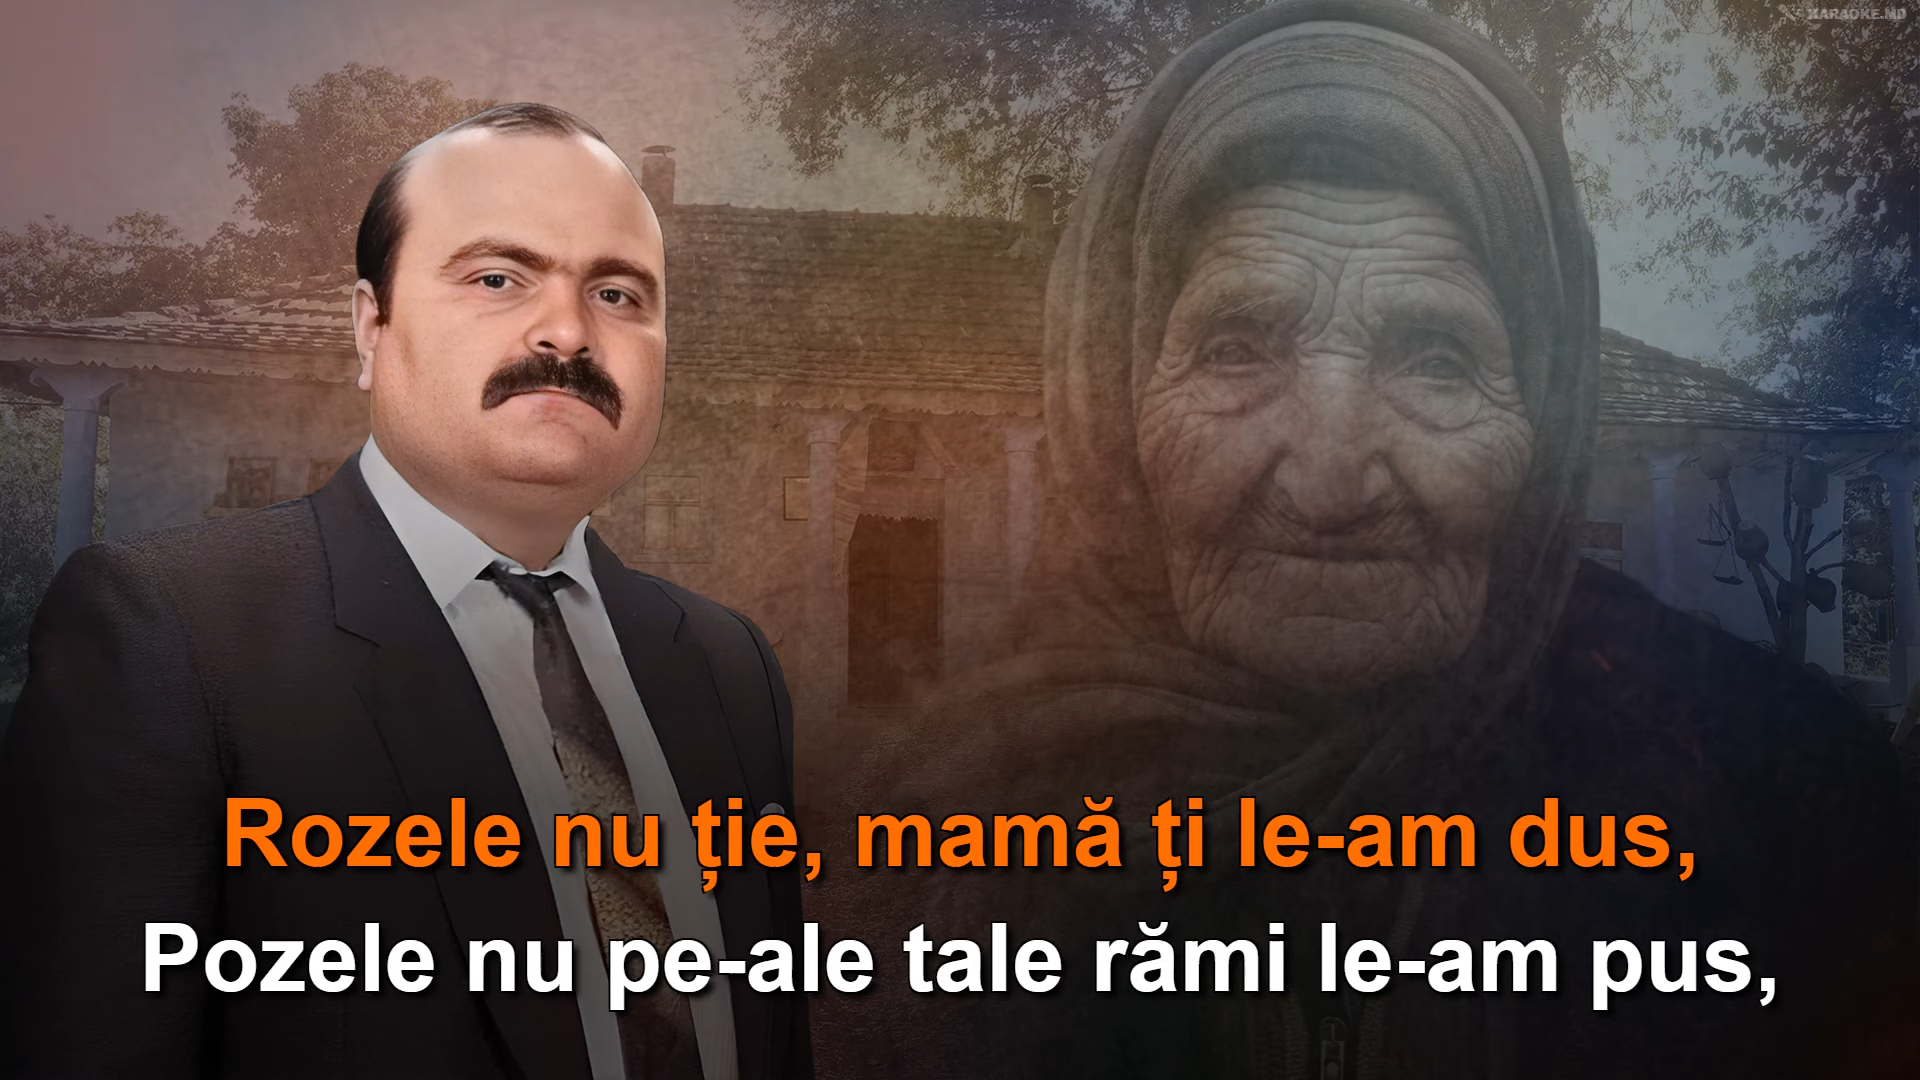 KARAOKE.MD
Rozele nu ție, mamă ți le-am dus,
Pozele nu pe-ale tale rămi le-am pus,